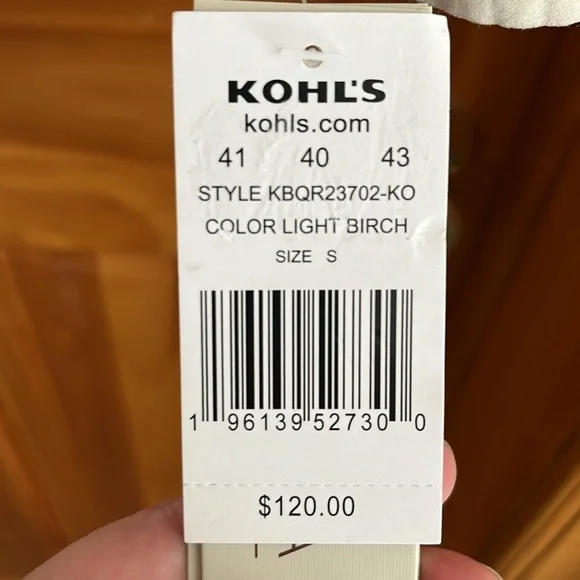 KOHL'S
kohls.com
41 40 43
STYLE KBQR23702-KO
COLOR LIGHT BIRCH
SIZE S
1 96139 52730 0
$120.00